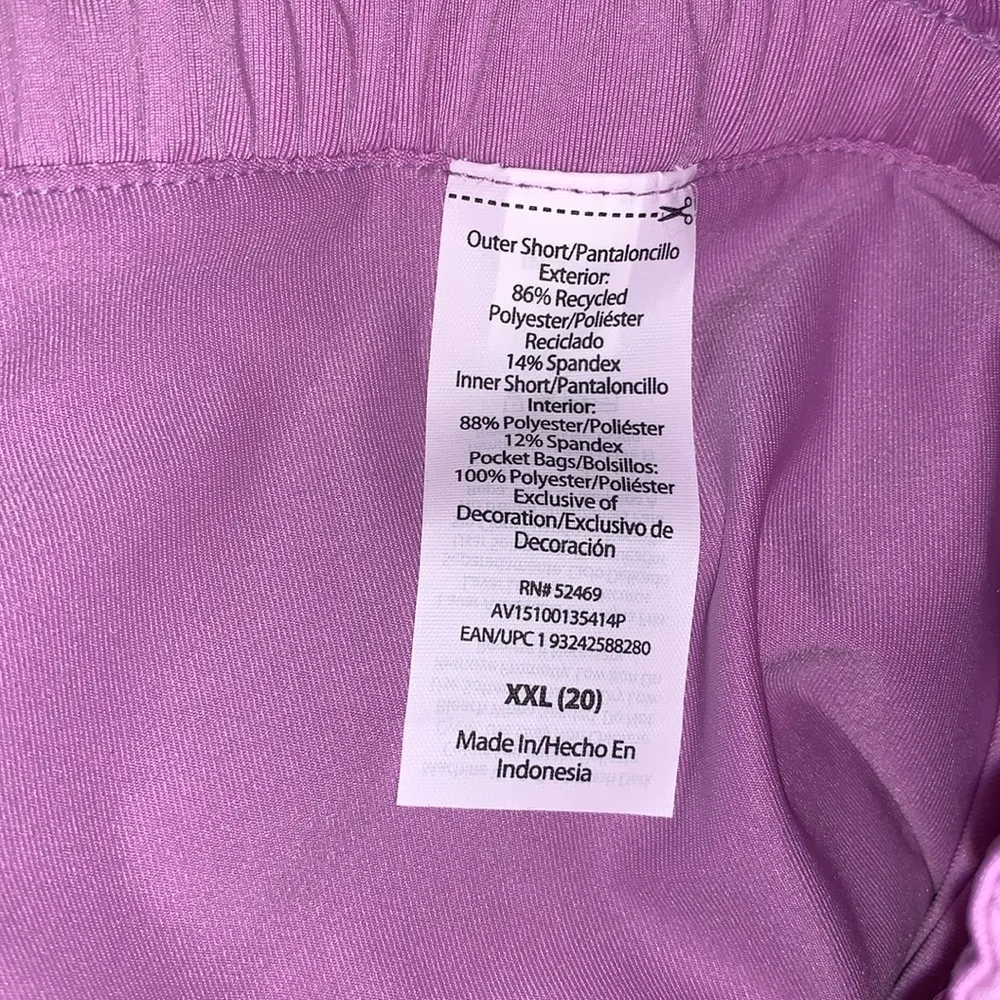 Outer Short/Pantaloncillo
Exterior:
86% Recycled
Polyester/Poliéster
Reciclado
14% Spandex
Inner Short/Pantaloncillo
Interior:
88% Polyester/Poliéster
12% Spandex
Pocket Bags/Bolsillos:
100% Polyester/Poliéster
Exclusive of
Decoration/Exclusivo de
Decoración
RN# 52469
AV15100135414P
EAN/UPC 1 93242588280
XXL (20)
Made In/Hecho En
Indonesia